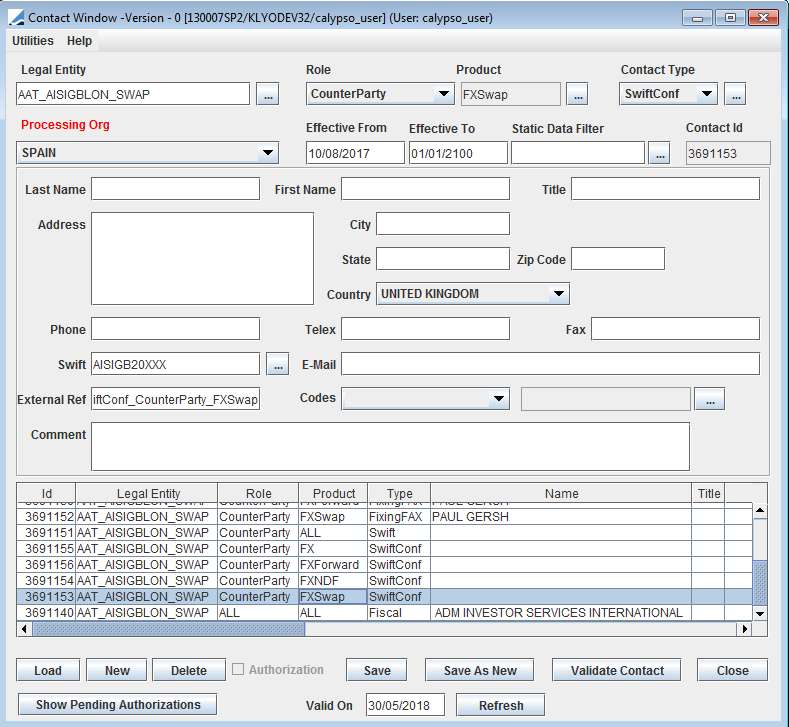 Contact Window -Version - 0 [130007SP2/KLYODEV32/calypso_user] (User: calypso_user)
Utilities Help
Legal Entity Role Product Contact Type
AAT_AISIGBLON_SWAP ... CounterParty FXSwap ... SwiftConf ...
Processing Org Effective From Effective To Static Data Filter Contact Id
SPAIN 10/08/2017 01/01/2100 ... 3691153
Last Name First Name Title
Address City
State Zip Code
Country UNITED KINGDOM
Phone Telex Fax
Swift AISIGB20XXX ... E-Mail
External Ref iftConf_CounterParty_FXSwap Codes ...
Comment
Id Legal Entity Role Product Type Name Title
AAT_AISIGBLON_SWAP CounterParty FXForward FixingFAX PAUL GERSH
3691152 AAT_AISIGBLON_SWAP CounterParty FXSwap FixingFAX PAUL GERSH
3691151 AAT_AISIGBLON_SWAP CounterParty ALL Swift
3691155 AAT_AISIGBLON_SWAP CounterParty FX SwiftConf
3691156 AAT_AISIGBLON_SWAP CounterParty FXForward SwiftConf
3691154 AAT_AISIGBLON_SWAP CounterParty FXNDF SwiftConf
3691153 AAT_AISIGBLON_SWAP CounterParty FXSwap SwiftConf
3691140 AAT_AISIGBLON_SWAP ALL ALL Fiscal ADM INVESTOR SERVICES INTERNATIONAL
Load New Delete Authorization Save Save As New Validate Contact Close
Show Pending Authorizations Valid On 30/05/2018 Refresh